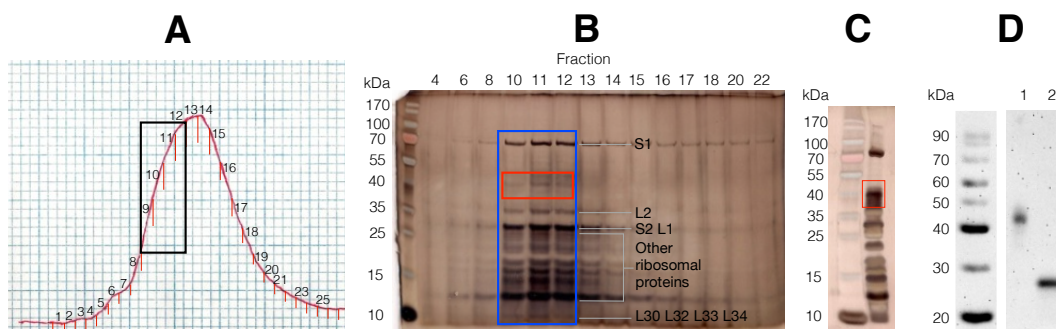 A
1 2 3 4 5 6 7 8 9 10 11 12 13 14 15 16 17 18 19 20 21 22 23 25
B
Fraction
kDa 4 6 8 10 11 12 13 14 15 16 17 18 20 22
170
100
70
55
40
35
25
15
10
S1
L2
S2 L1
Other
ribosomal
proteins
L30 L32 L33 L34
C
kDa
170
100
70
55
40
35
25
15
10
D
kDa 1 2
90
70
60
50
40
30
20